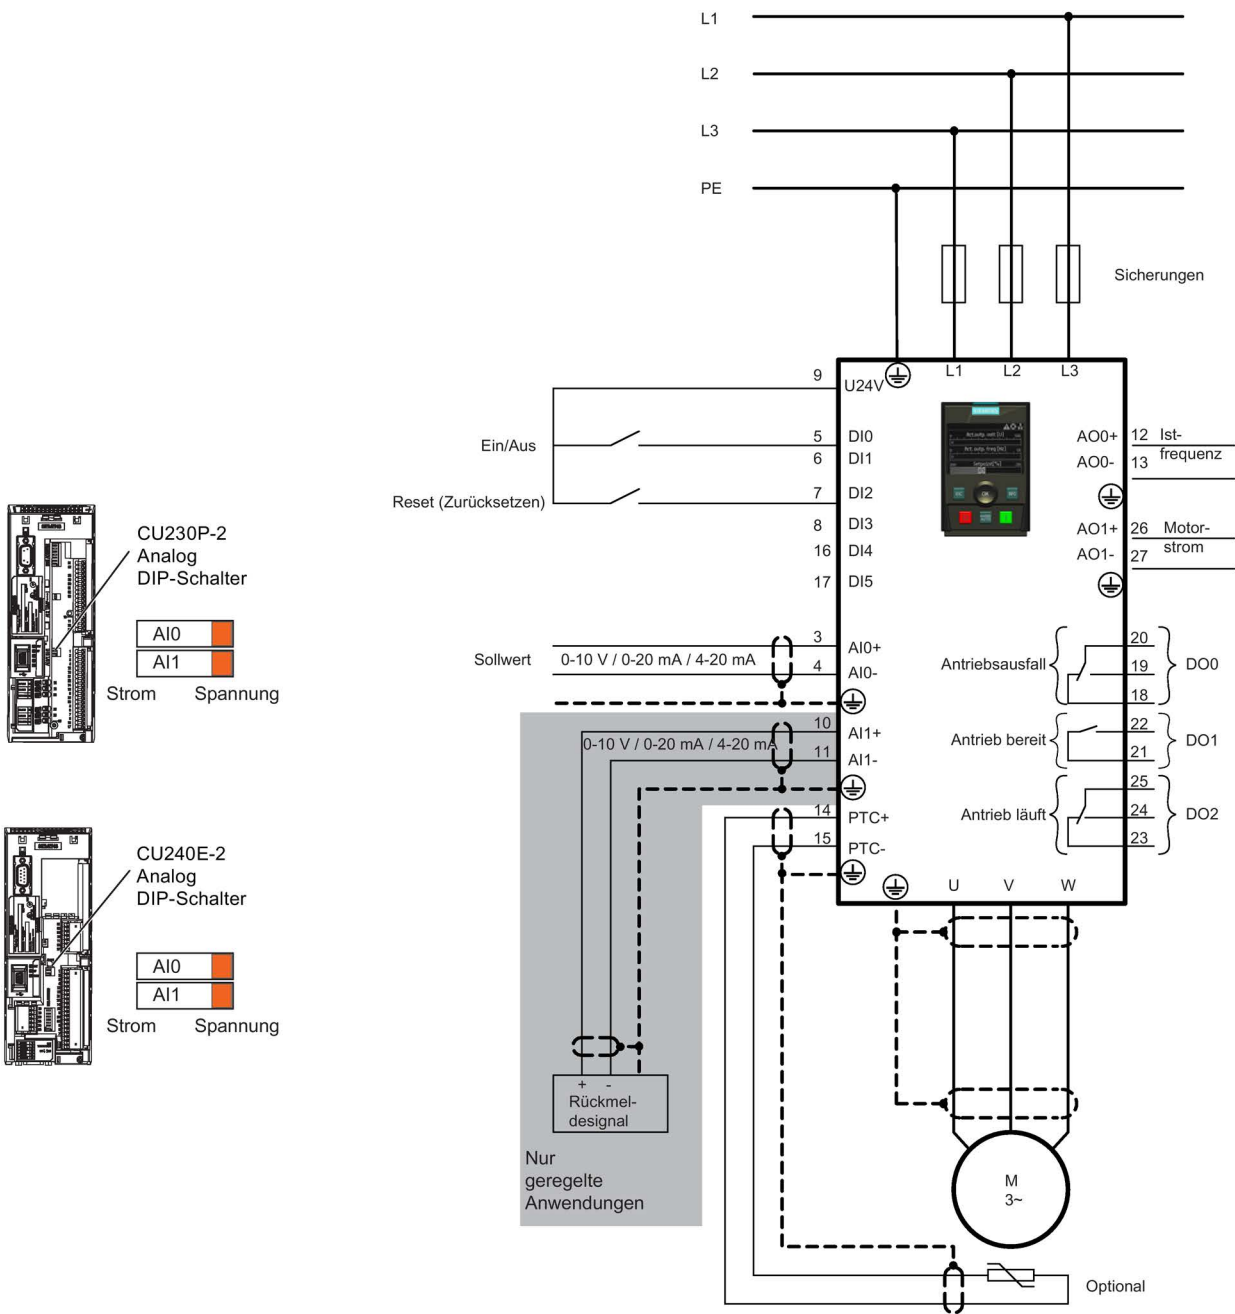 L1
L2
L3
PE
Sicherungen
L1 L2 L3
9 U24V
Ein/Aus
5 DI0
6 DI1
Reset (Zurücksetzen)
7 DI2
8 DI3
16 DI4
17 DI5
AO0+ 12 Ist-
AO0- 13 frequenz
AO1+ 26 Motor-
AO1- 27 strom
SIEMENS
OK
CU230P-2
Analog
DIP-Schalter
AI0
AI1
Strom Spannung
Sollwert
0-10 V / 0-20 mA / 4-20 mA
3 AI0+
4 AI0-
10 AI1+
0-10 V / 0-20 mA / 4-20 mA
11 AI1-
14 PTC+
15 PTC-
Antriebsausfall
20
19 DO0
18
Antrieb bereit
22
21 DO1
Antrieb läuft
25
24 DO2
23
U V W
CU240E-2
Analog
DIP-Schalter
AI0
AI1
Strom Spannung
+ -
Rückmel-
designal
Nur
geregelte
Anwendungen
M
3~
Optional